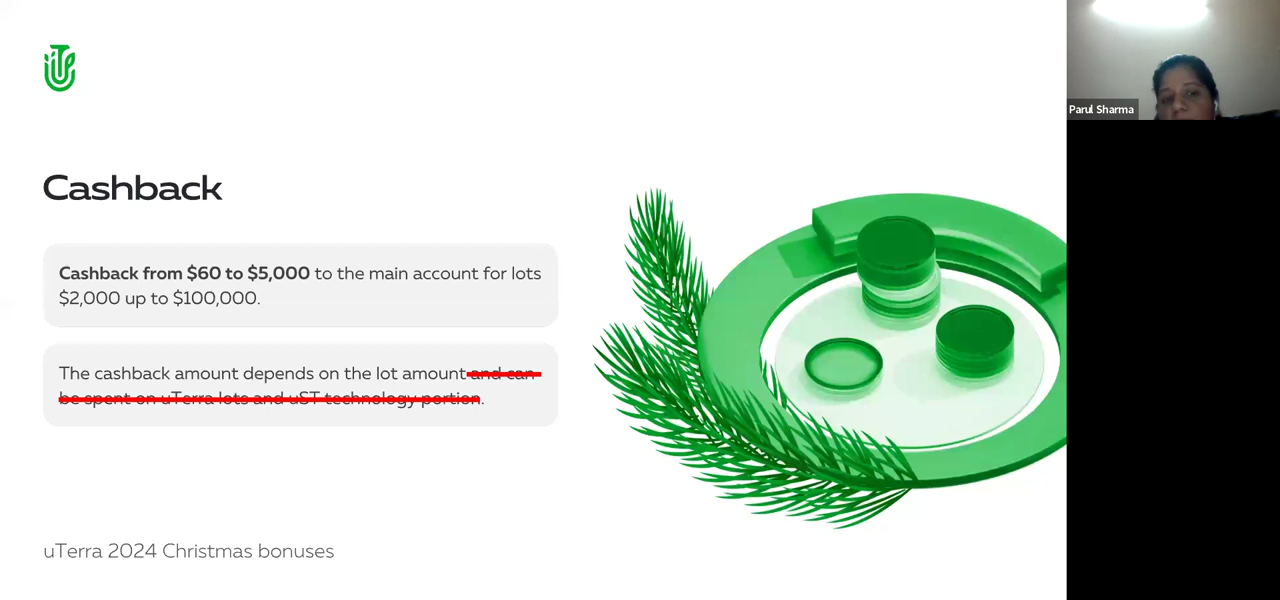 Parul Sharma
Cashback
Cashback from $60 to $5,000 to the main account for lots
$2,000 up to $100,000.
The cashback amount depends on the lot amount and can
be spent on uTerra lots and uST technology portion.
uTerra 2024 Christmas bonuses